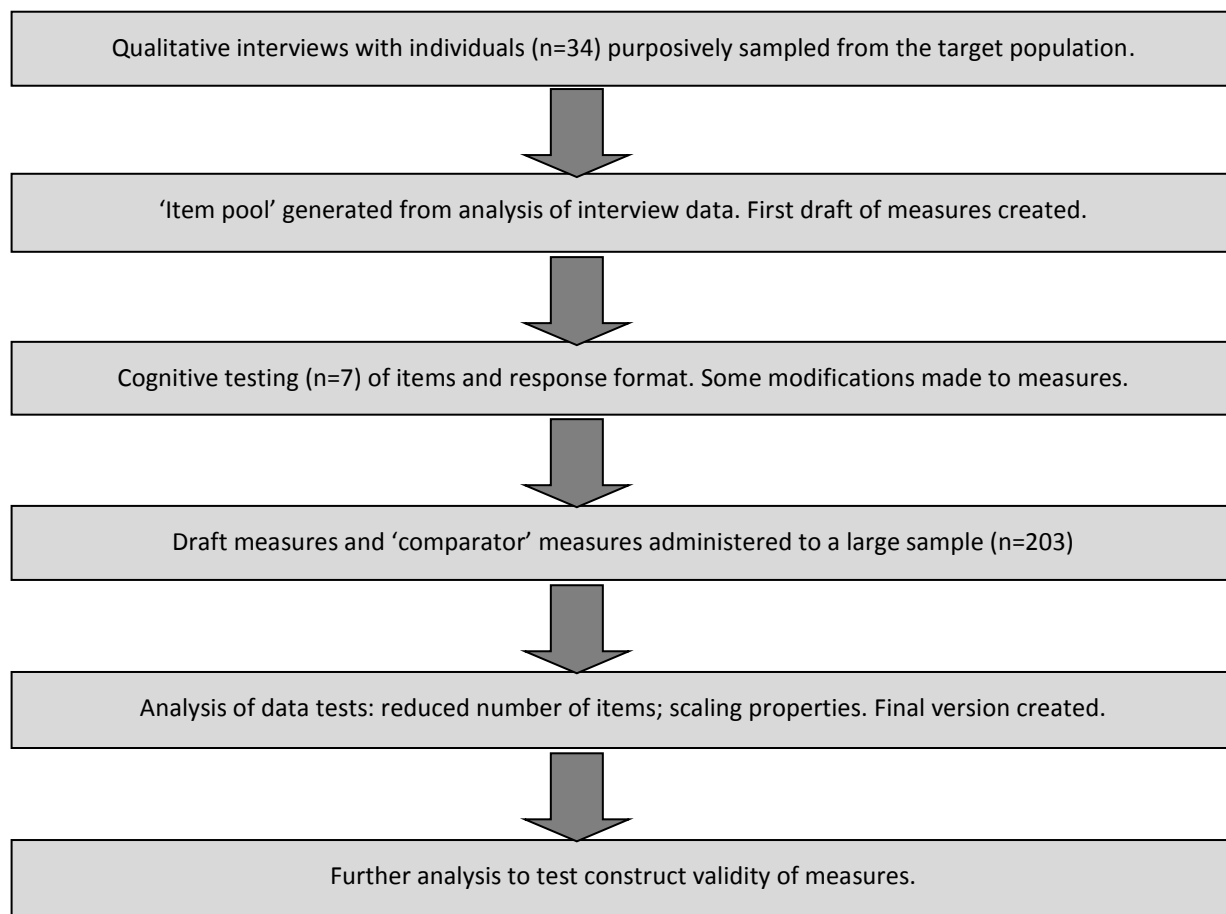 Qualitative interviews with individuals (n=34) purposively sampled from the target population.
‘Item pool’ generated from analysis of interview data. First draft of measures created.
Cognitive testing (n=7) of items and response format. Some modifications made to measures.
Draft measures and ‘comparator’ measures administered to a large sample (n=203)
Analysis of data tests: reduced number of items; scaling properties. Final version created.
Further analysis to test construct validity of measures.